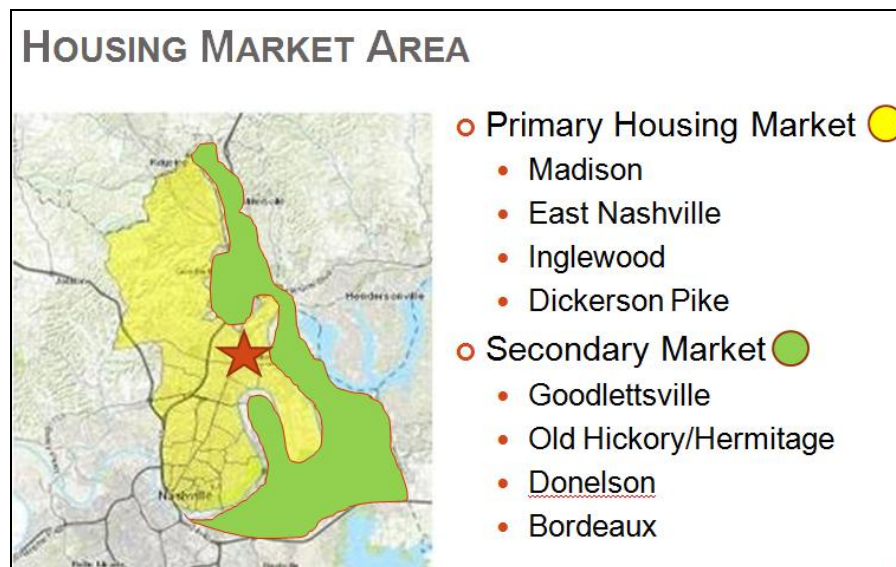 HOUSING MARKET AREA
Primary Housing Market
Madison
East Nashville
Inglewood
Dickerson Pike
Secondary Market
Goodlettsville
Old Hickory/Hermitage
Donelson
Bordeaux
Hendersonville
Nashville